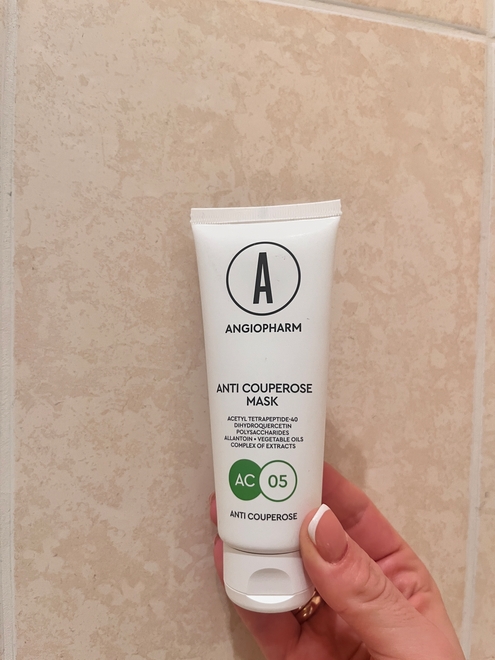 A
ANGIOPHARM
ANTI COUPEROSE
MASK
ACETYL TETRAPEPTIDE-40
DIHYDROQUERCETIN
POLYSACCHARIDES
ALLANTOIN • VEGETABLE OILS
COMPLEX OF EXTRACTS
AC 05
ANTI COUPEROSE